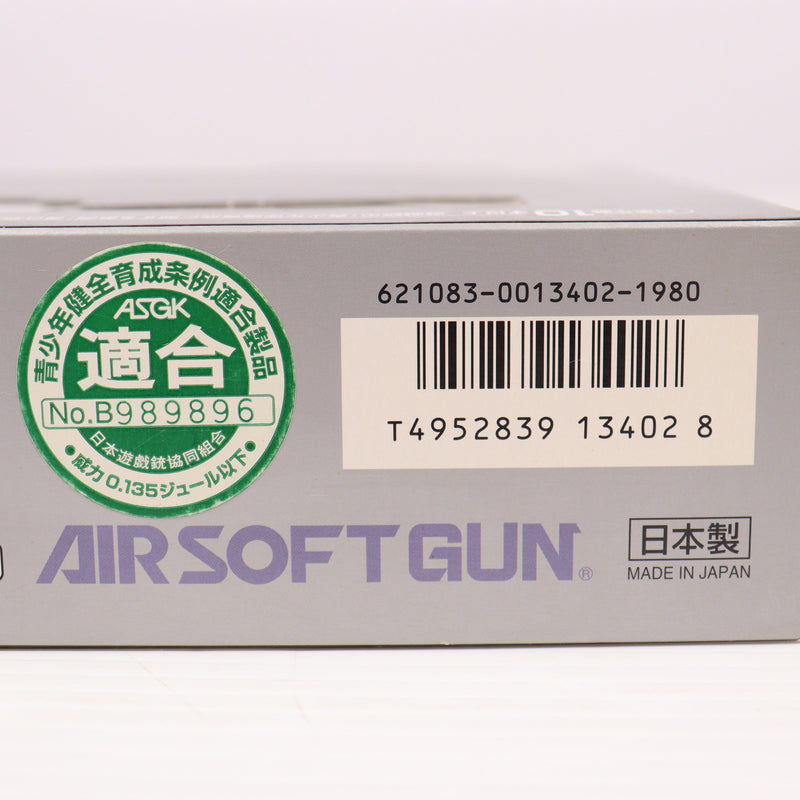 青少年健全育成条例適合製品
ASGK
適合
No.B989896
日本遊戯銃協同組合
・威力0.135ジュール以下・
621083-0013402-1980
T4952839 13402 8
AIRSOFTGUN®
日本製
MADE IN JAPAN